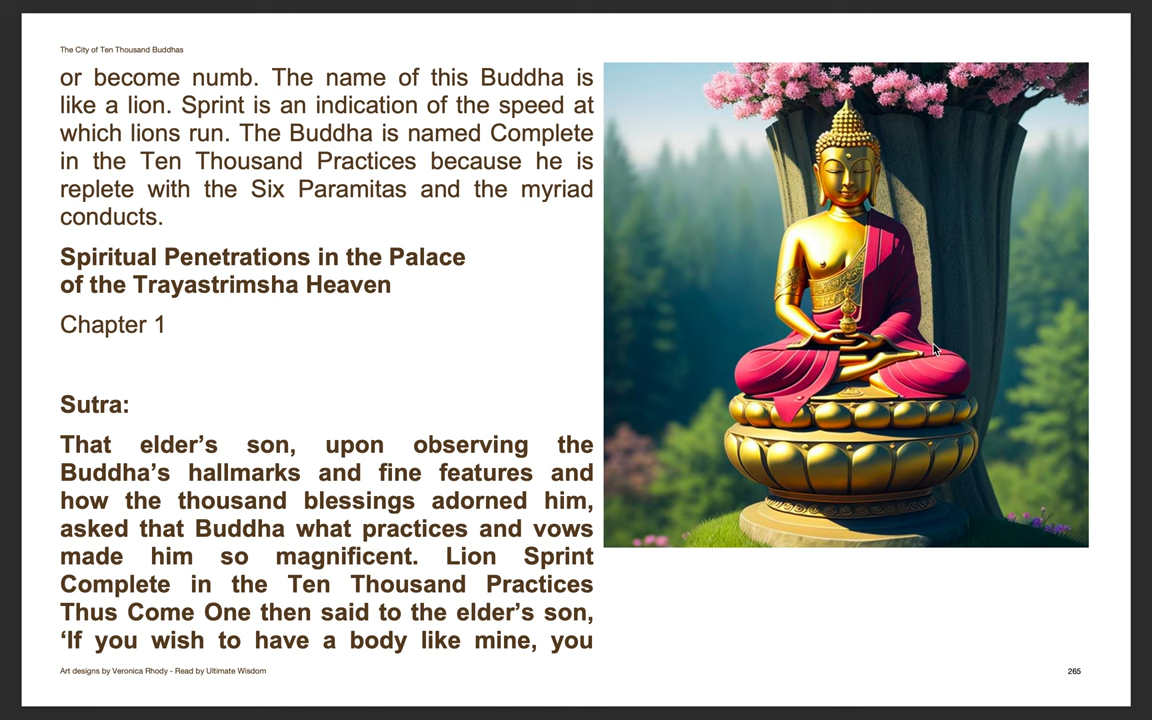 The City of Ten Thousand Buddhas
or become numb. The name of this Buddha is
like a lion. Sprint is an indication of the speed at
which lions run. The Buddha is named Complete
in the Ten Thousand Practices because he is
replete with the Six Paramitas and the myriad
conducts.
Spiritual Penetrations in the Palace
of the Trayastrimsha Heaven
Chapter 1
Sutra:
That elder’s son, upon observing the
Buddha’s hallmarks and fine features and
how the thousand blessings adorned him,
asked that Buddha what practices and vows
made him so magnificent. Lion Sprint
Complete in the Ten Thousand Practices
Thus Come One then said to the elder’s son,
‘If you wish to have a body like mine, you
Art designs by Veronica Rhody - Read by Ultimate Wisdom
265